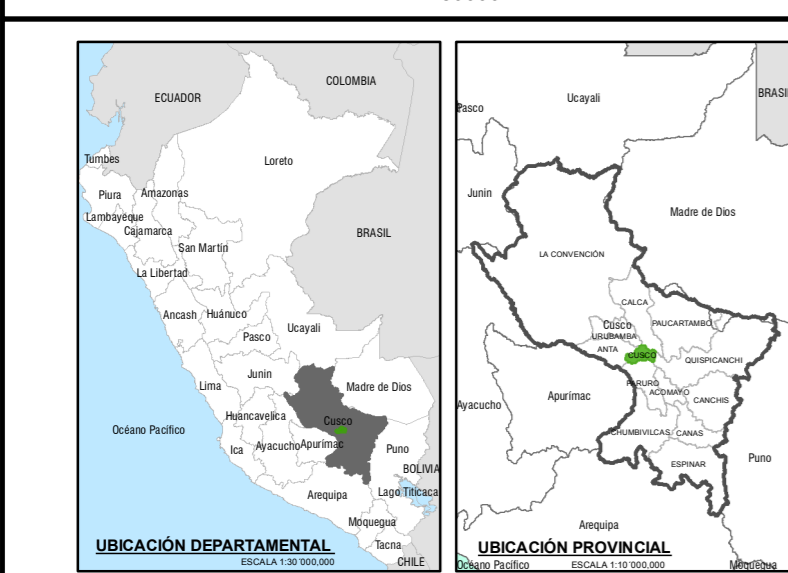 ECUADOR
COLOMBIA
Tumbes
Loreto
Piura
Amazonas
Lambayeque
Cajamarca
San Martín
BRASIL
La Libertad
Ancash
Huánuco
Ucayali
Pasco
Junin
Lima
Madre de Dios
Huancavelica
Cusco
Océano Pacífico
Ica
Ayacucho
Apurímac
Puno
BOLIVIA
Arequipa
Lago Titicaca
Moquegua
Tacna
UBICACIÓN DEPARTAMENTAL
ESCALA 1:30´000,000
CHILE
Ucayali
BRASIL
Pasco
Junin
Madre de Dios
LA CONVENCIÓN
CALCA
Cusco
PAUCARTAMBO
URUBAMBA
ANTA
CUSCO
QUISPICANCHI
PARURO
ACOMAYO
Apurímac
CANCHIS
Ayacucho
CHUMBIVILCAS
CANAS
Puno
ESPINAR
Arequipa
UBICACIÓN PROVINCIAL
Océano Pacífico
ESCALA 1:10´000,000
Moquegua